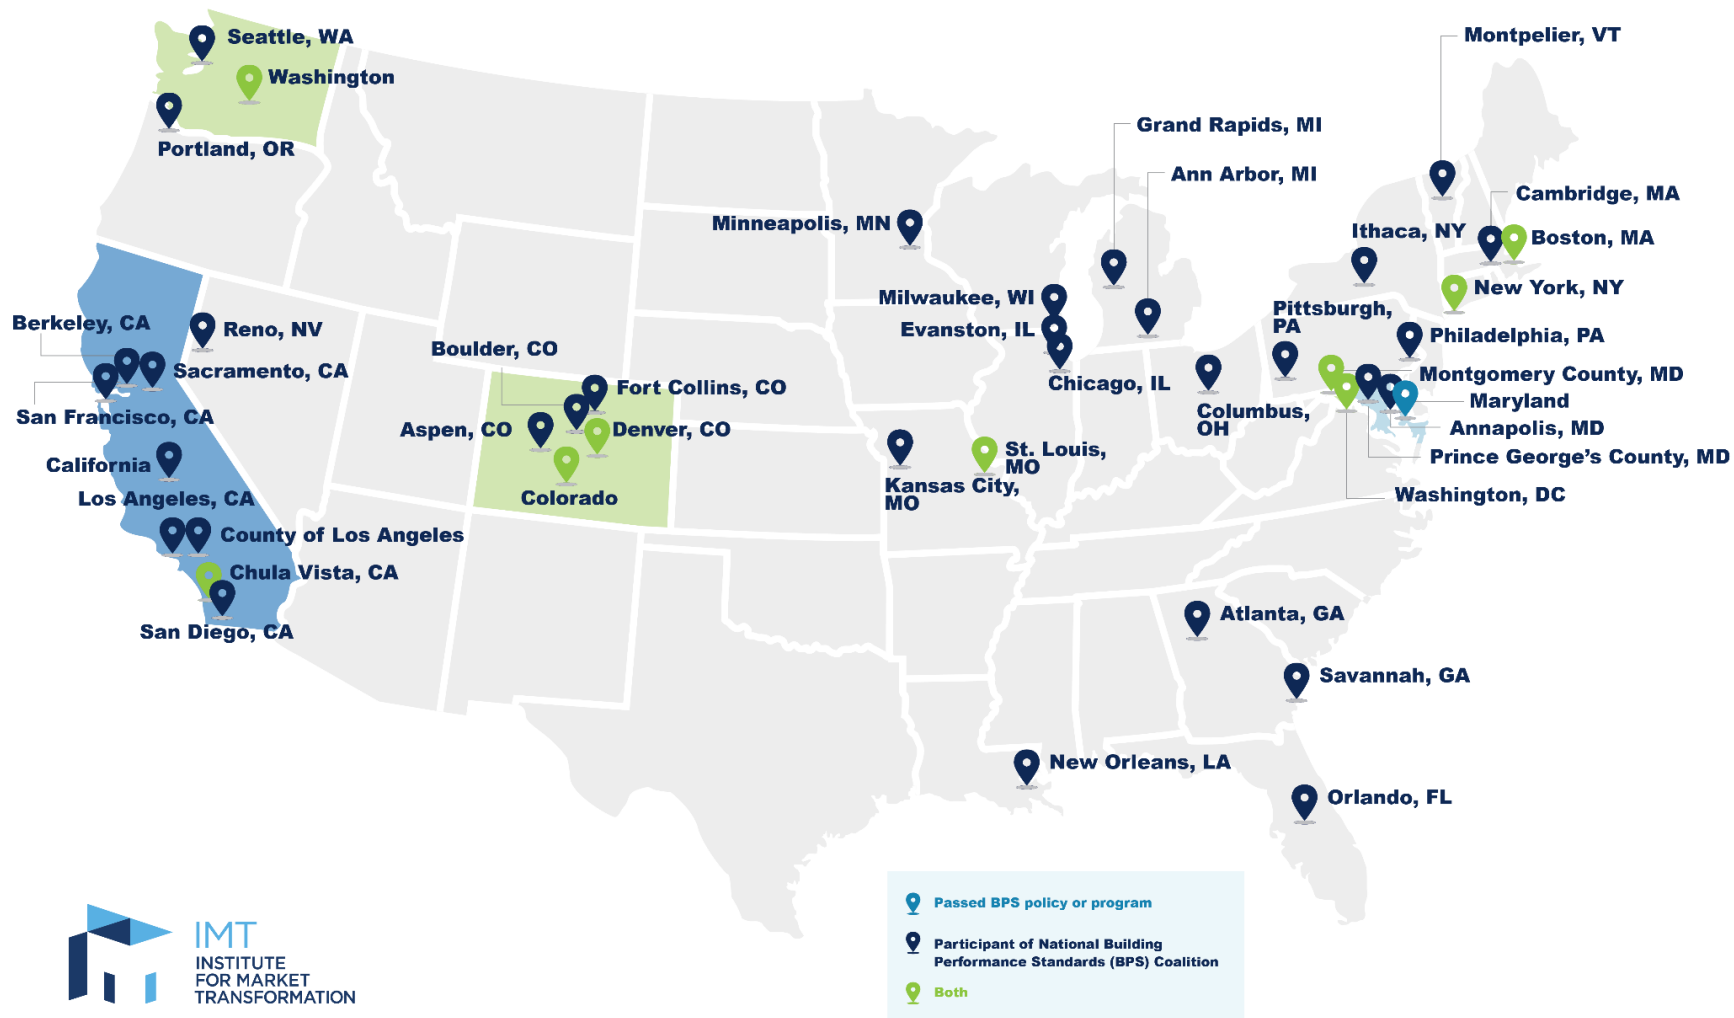 Seattle, WA
Washington
Portland, OR
Montpelier, VT
Grand Rapids, MI
Ann Arbor, MI
Cambridge, MA
Minneapolis, MN
Ithaca, NY
Boston, MA
New York, NY
Milwaukee, WI
Evanston, IL
Chicago, IL
Pittsburgh,
PA
Philadelphia, PA
Berkeley, CA
Reno, NV
Sacramento, CA
San Francisco, CA
Boulder, CO
Fort Collins, CO
Aspen, CO
Denver, CO
Colorado
Montgomery County, MD
Maryland
Annapolis, MD
Prince George’s County, MD
Washington, DC
Columbus,
OH
St. Louis,
MO
Kansas City,
MO
California
Los Angeles, CA
County of Los Angeles
Chula Vista, CA
San Diego, CA
Atlanta, GA
Savannah, GA
New Orleans, LA
Orlando, FL
Passed BPS policy or program
Participant of National Building
Performance Standards (BPS) Coalition
Both
IMT
INSTITUTE
FOR MARKET
TRANSFORMATION